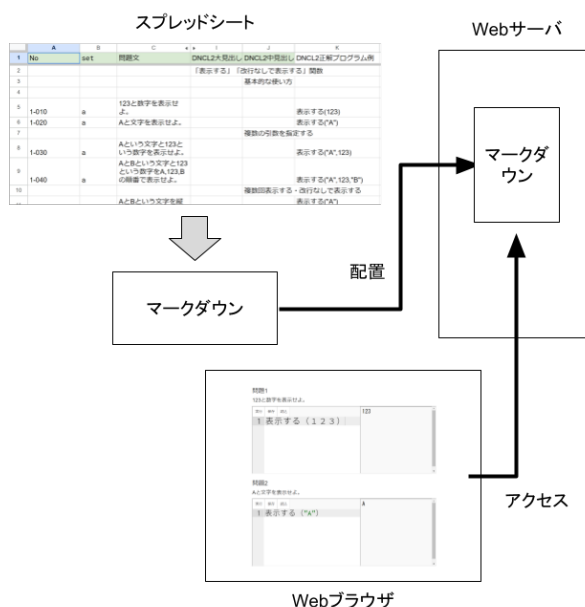 スプレッドシート
Webサーバ
A B C I J K
1 No set 問題文 DNCL2大見出し DNCL2中見出し DNCL2正解プログラム例
2 「表示する」「改行なしで表示する」関数
3 基本的な使い方
4
123と数字を表示せ
5 1-010 a よ。 表示する(123)
6 1-020 a Aと文字を表示せよ。 表示する("A")
7 複数の引数を指定する
Aという文字と123と
8 1-030 a いう数字を表示せよ。 表示する("A",123)
AとBという文字と123
という数字をA,123,B
9 1-040 a の順番で表示せよ。 表示する("A",123,"B")
10 複数回表示する・改行なしで表示する
AとBという文字を縦 表示する("A")
マークダ
ウン
マークダウン
配置
問題1
123と数字を表示せよ。
1 表示する(123)
123
問題2
Aと文字を表示せよ。
1 表示する("A")
A
アクセス
Webブラウザ